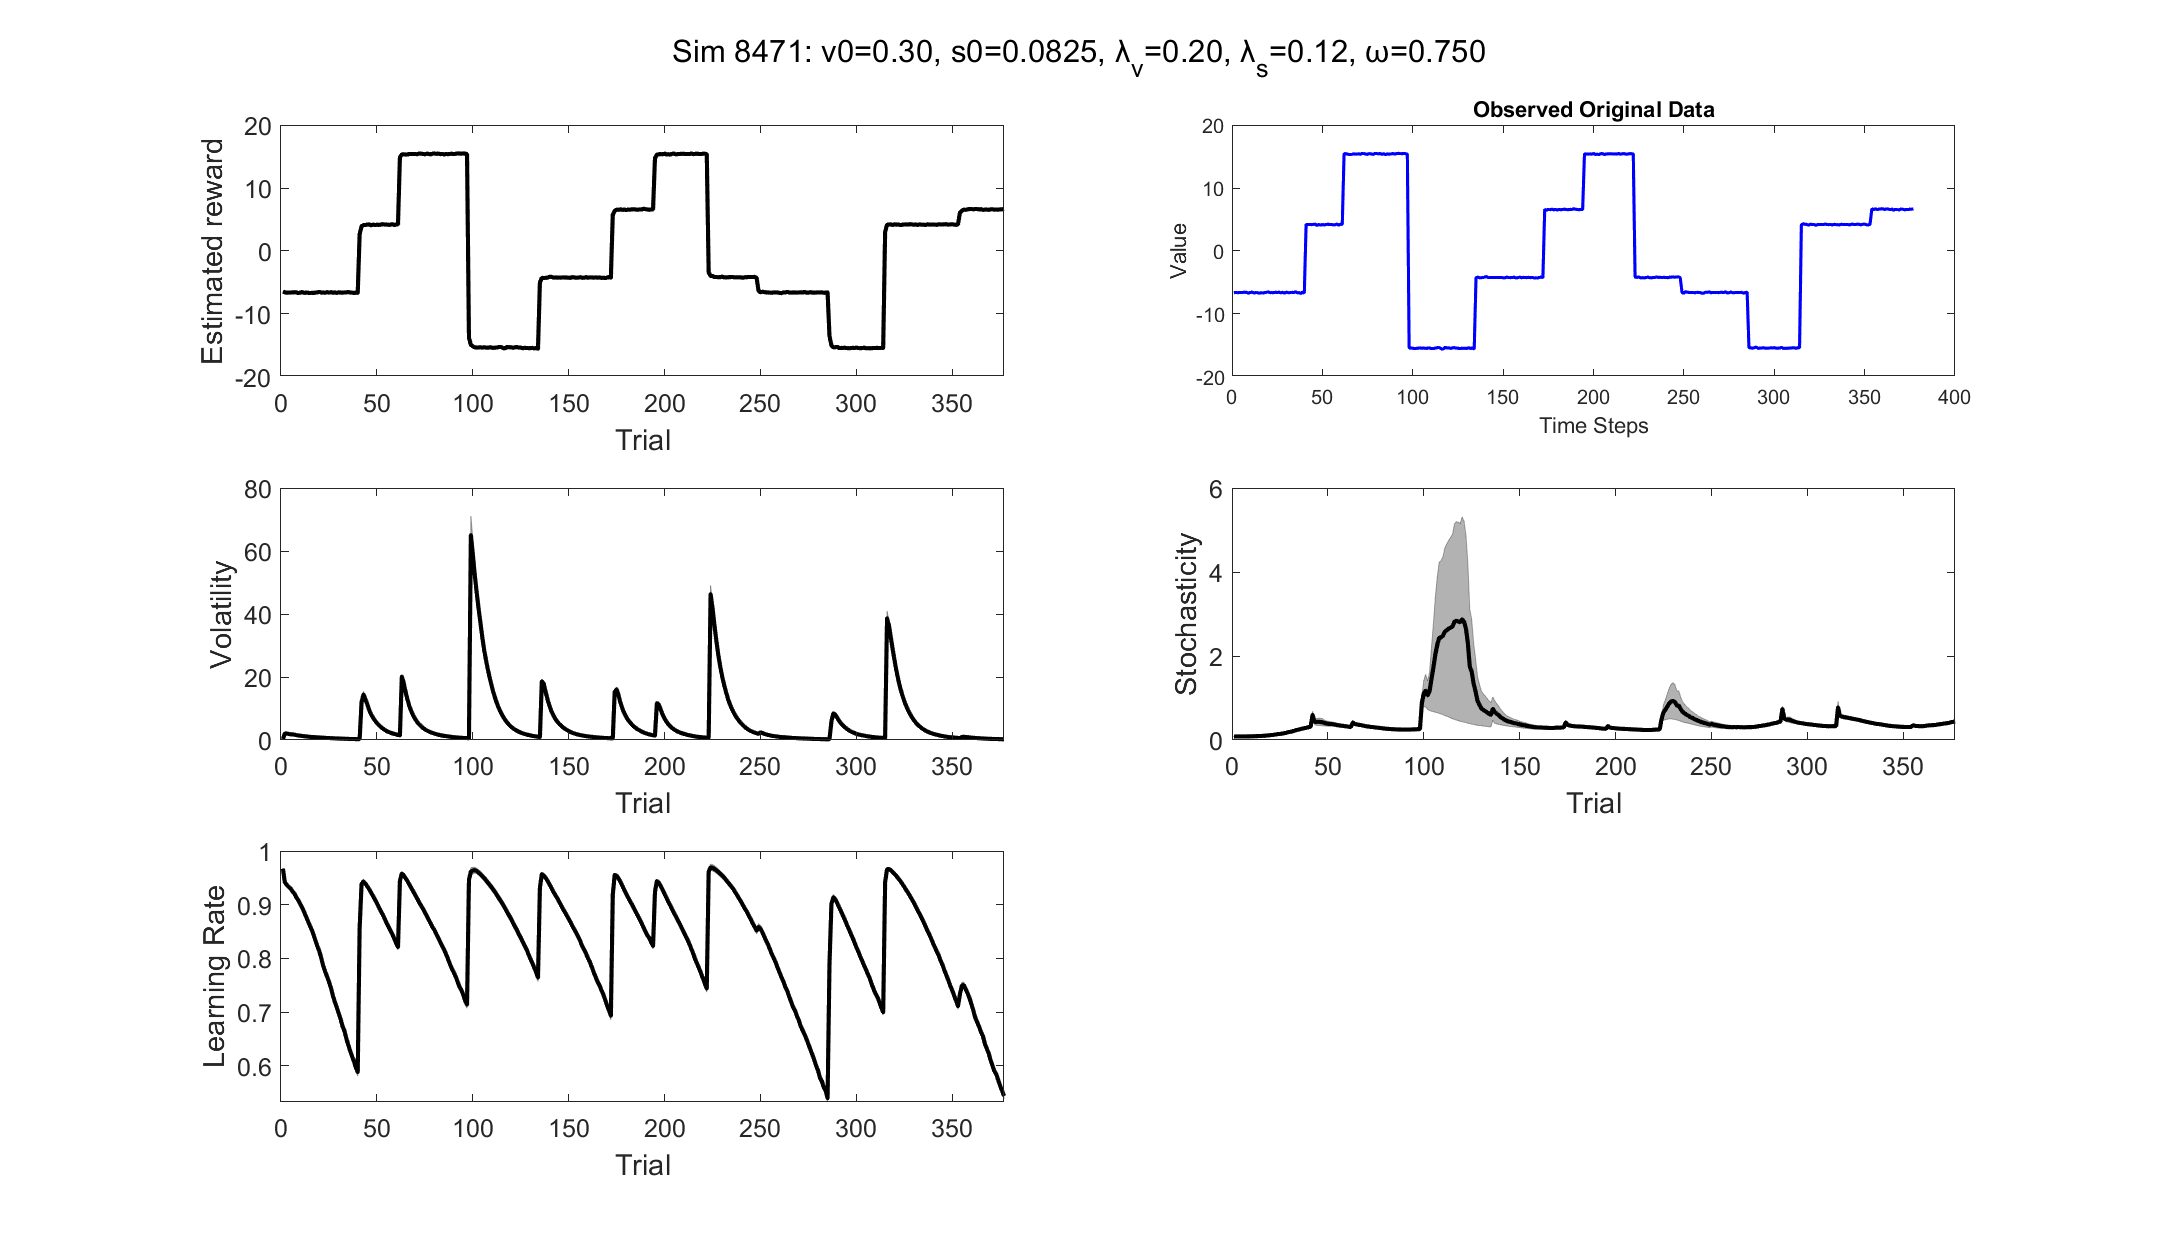 Sim 8471: v0=0.30, s0=0.0825, λ_v=0.20, λ_s=0.12, ω=0.750
20
10
0
-10
-20
Estimated reward
0 50 100 150 200 250 300 350
Trial
Observed Original Data
20
10
0
-10
-20
Value
0 50 100 150 200 250 300 350 400
Time Steps
80
60
40
20
0
Volatility
0 50 100 150 200 250 300 350
Trial
6
4
2
0
Stochasticity
0 50 100 150 200 250 300 350
Trial
1
0.9
0.8
0.7
0.6
Learning Rate
0 50 100 150 200 250 300 350
Trial